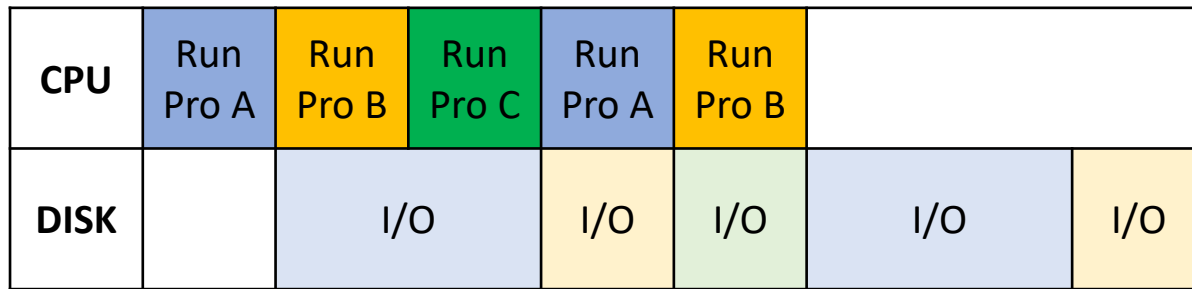 CPU
Run
Pro A
Run
Pro B
Run
Pro C
Run
Pro A
Run
Pro B
DISK
I/O
I/O
I/O
I/O
I/O